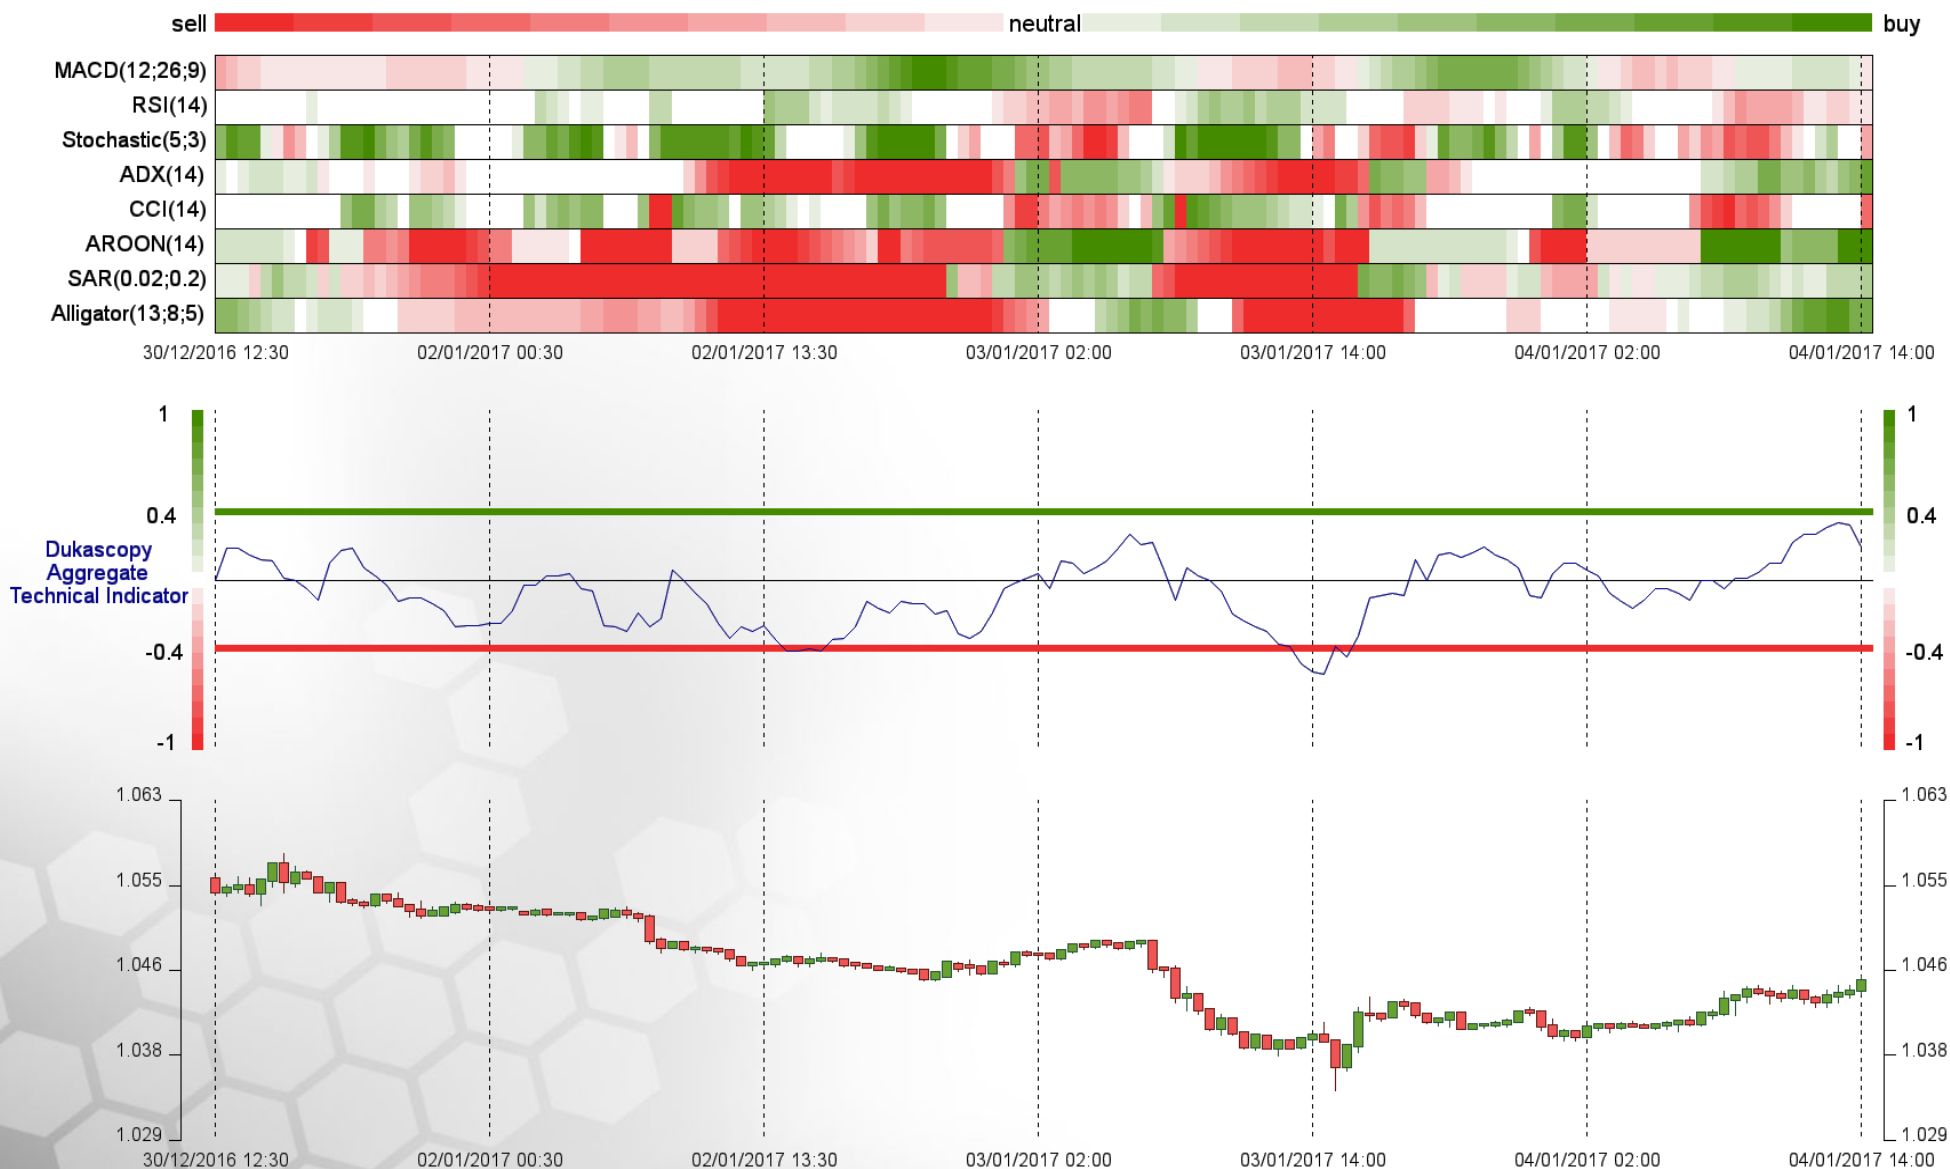 sell neutral buy
MACD(12;26;9)
RSI(14)
Stochastic(5;3)
ADX(14)
CCI(14)
AROON(14)
SAR(0.02;0.2)
Alligator(13;8;5)
30/12/2016 12:30 02/01/2017 00:30 02/01/2017 13:30 03/01/2017 02:00 03/01/2017 14:00 04/01/2017 02:00 04/01/2017 14:00
1 1
0.4 0.4
Dukascopy
Aggregate
Technical Indicator
-0.4 -0.4
-1 -1
1.063 1.063
1.055 1.055
1.046 1.046
1.038 1.038
1.029 1.029
30/12/2016 12:30 02/01/2017 00:30 02/01/2017 13:30 03/01/2017 02:00 03/01/2017 14:00 04/01/2017 02:00 04/01/2017 14:00